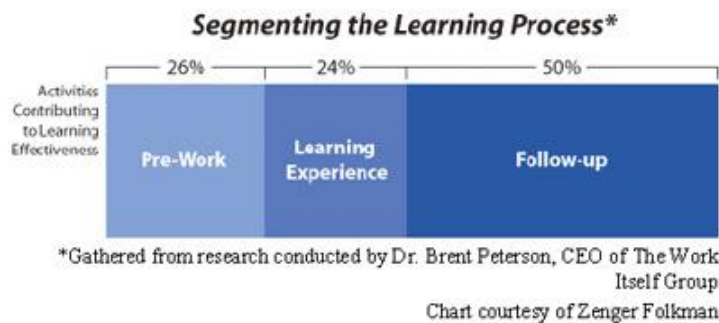 Segmenting the Learning Process*
26%
24%
50%
Activities
Contributing
to Learning
Effectiveness
Pre-Work
Learning
Experience
Follow-up
*Gathered from research conducted by Dr. Brent Peterson, CEO of The Work
Itself Group
Chart courtesy of Zenger Folkman